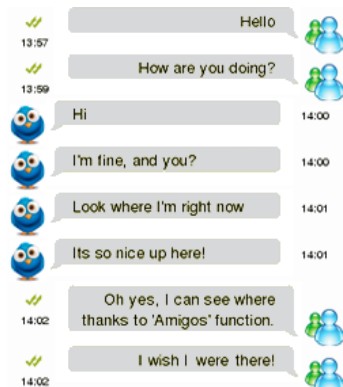 Hello
13:57
How are you doing?
13:59
Hi
14:00
I'm fine, and you?
14:00
Look where I'm right now
14:01
Its so nice up here!
14:01
Oh yes, I can see where
thanks to 'Amigos' function.
14:02
I wish I were there!
14:02